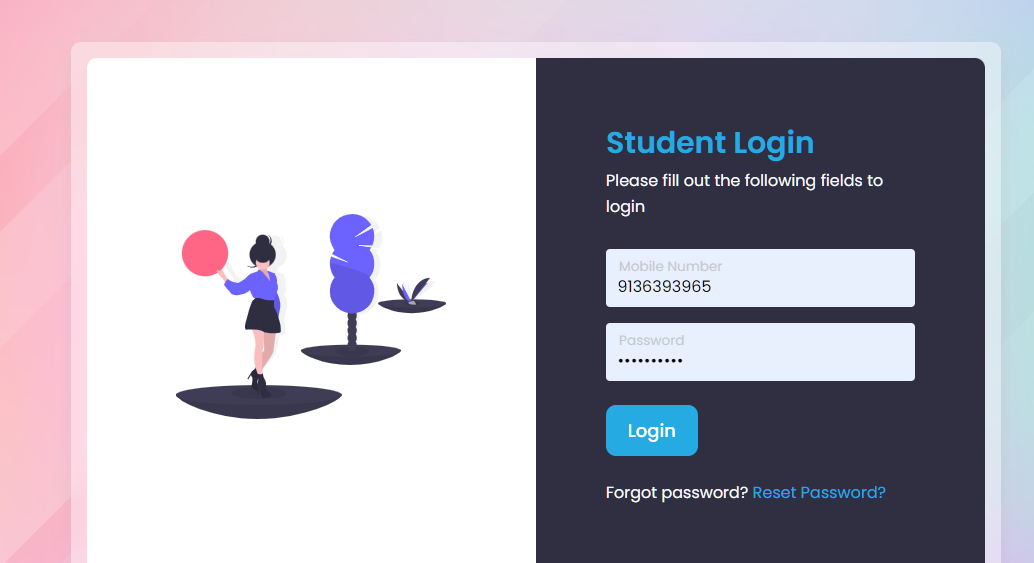 Student Login
Please fill out the following fields to
login
Mobile Number
9136393965
Password
••••••••••
Login
Forgot password? Reset Password?